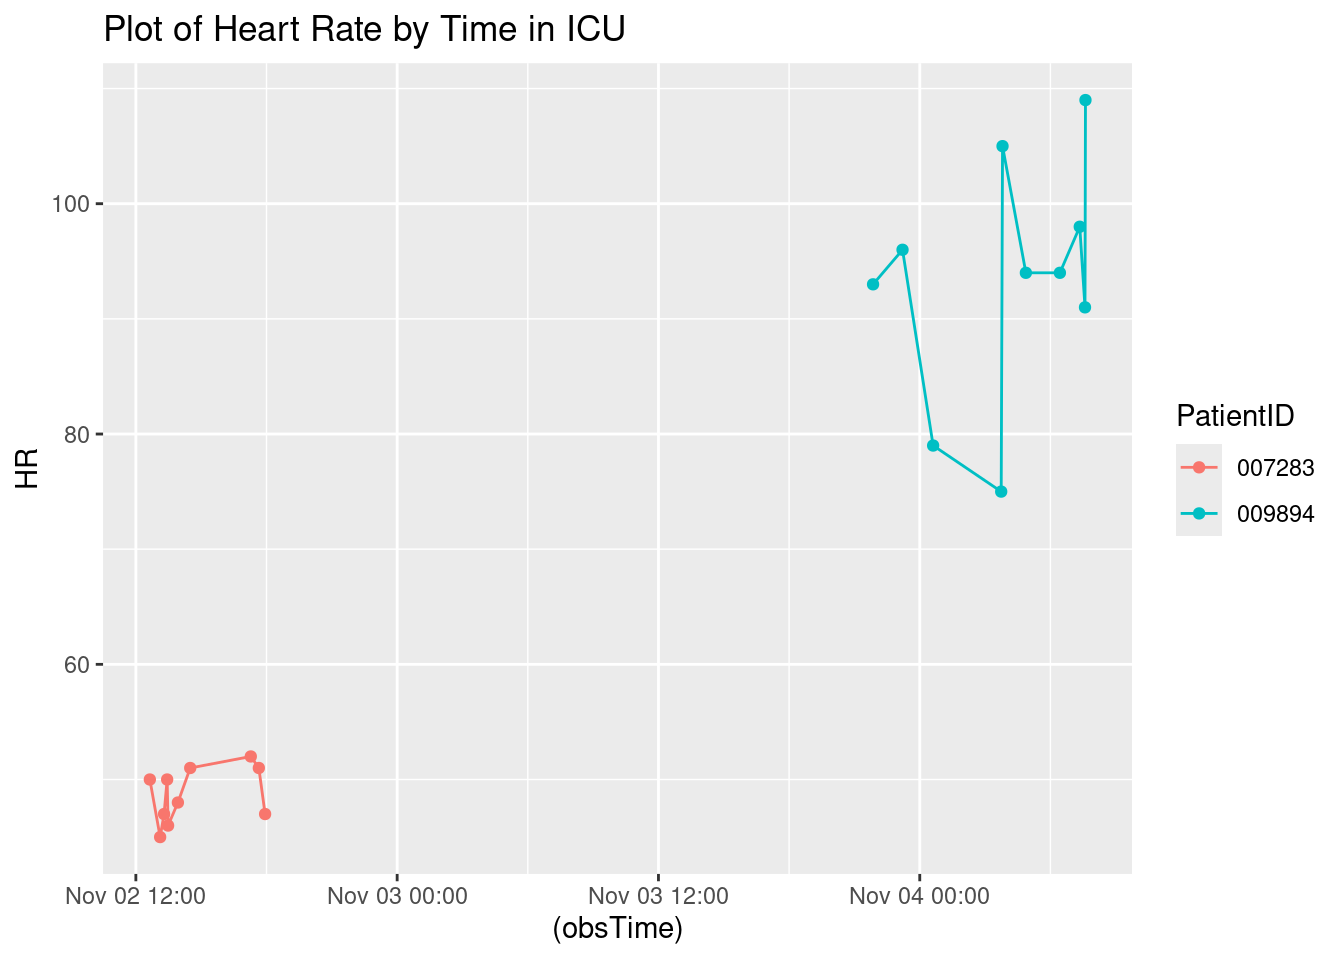 Plot of Heart Rate by Time in ICU
HR
100
80
60
Nov 02 12:00
Nov 03 00:00
Nov 03 12:00
Nov 04 00:00
(obsTime)
PatientID
007283
009894